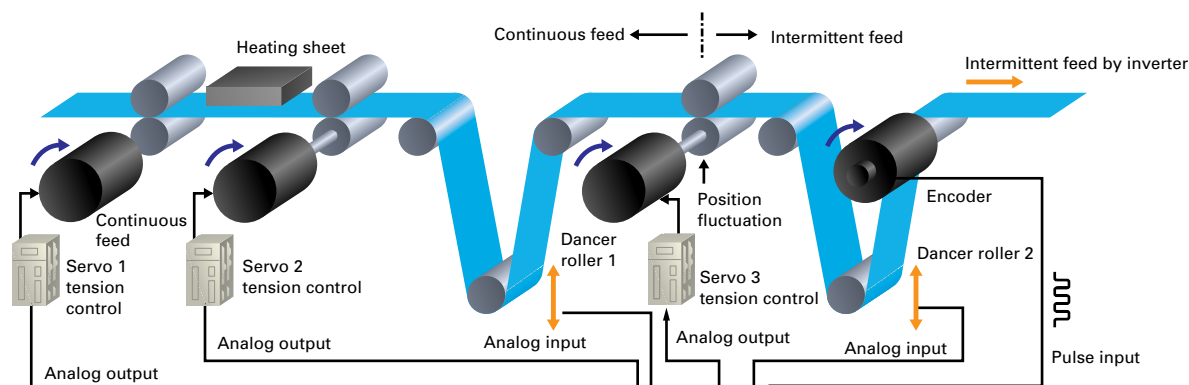 Continuous feed
Intermittent feed
Heating sheet
Intermittent feed by inverter
Continuous
feed
Position
fluctuation
Encoder
Servo 1
tension
control
Servo 2
tension control
Dancer
roller 1
Servo 3
tension control
Dancer roller 2
Analog output
Analog output
Analog input
Analog output
Analog input
Pulse input